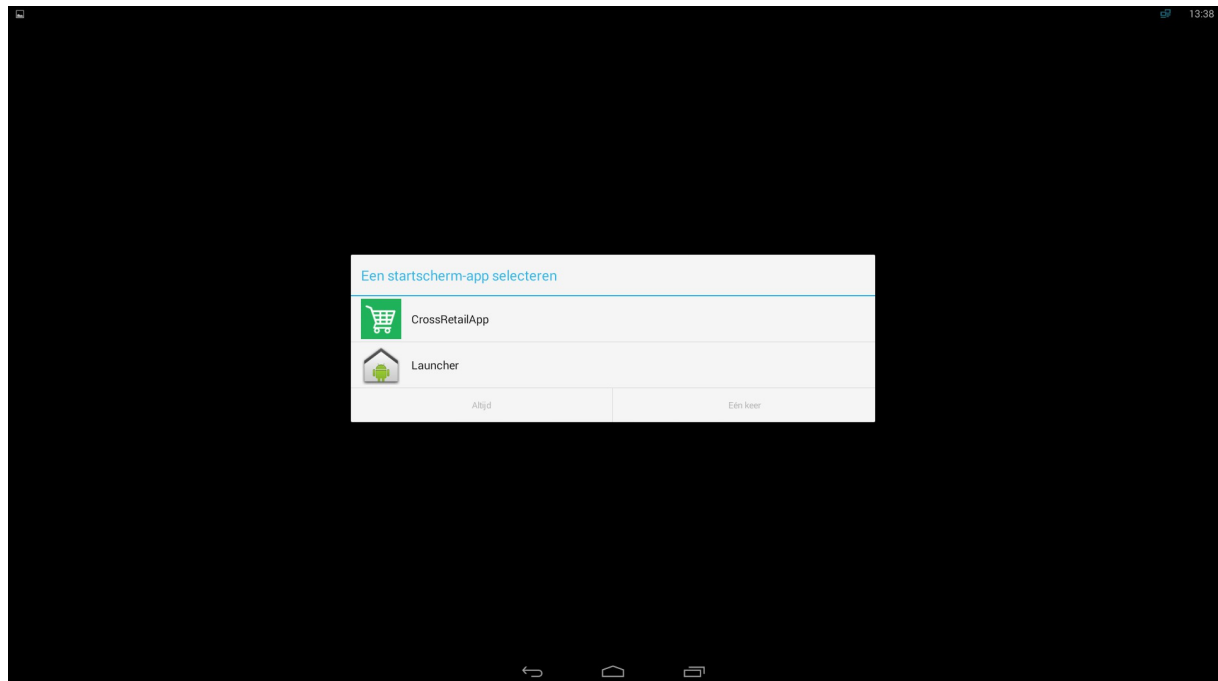 13:38
Een startscherm-app selecteren
CrossRetailApp
Launcher
Altijd
Eén keer